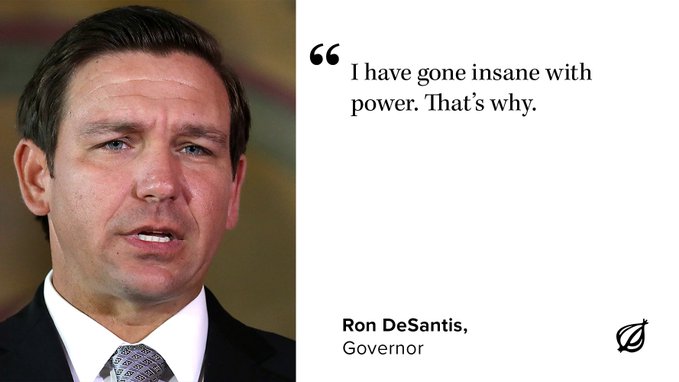 “
I have gone insane with
power. That’s why.
Ron DeSantis,
Governor